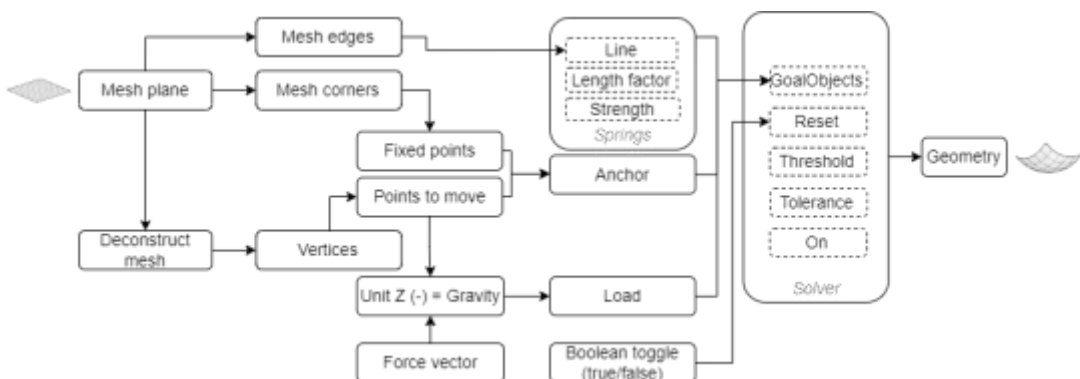 Mesh edges
Mesh plane
Mesh corners
Fixed points
Points to move
Deconstruct
mesh
Vertices
Unit Z (-) = Gravity
Force vector
Line
Length factor
Strength
Springs
Anchor
Load
Boolean toggle
(true/false)
GoalObjects
Reset
Threshold
Tolerance
On
Solver
Geometry